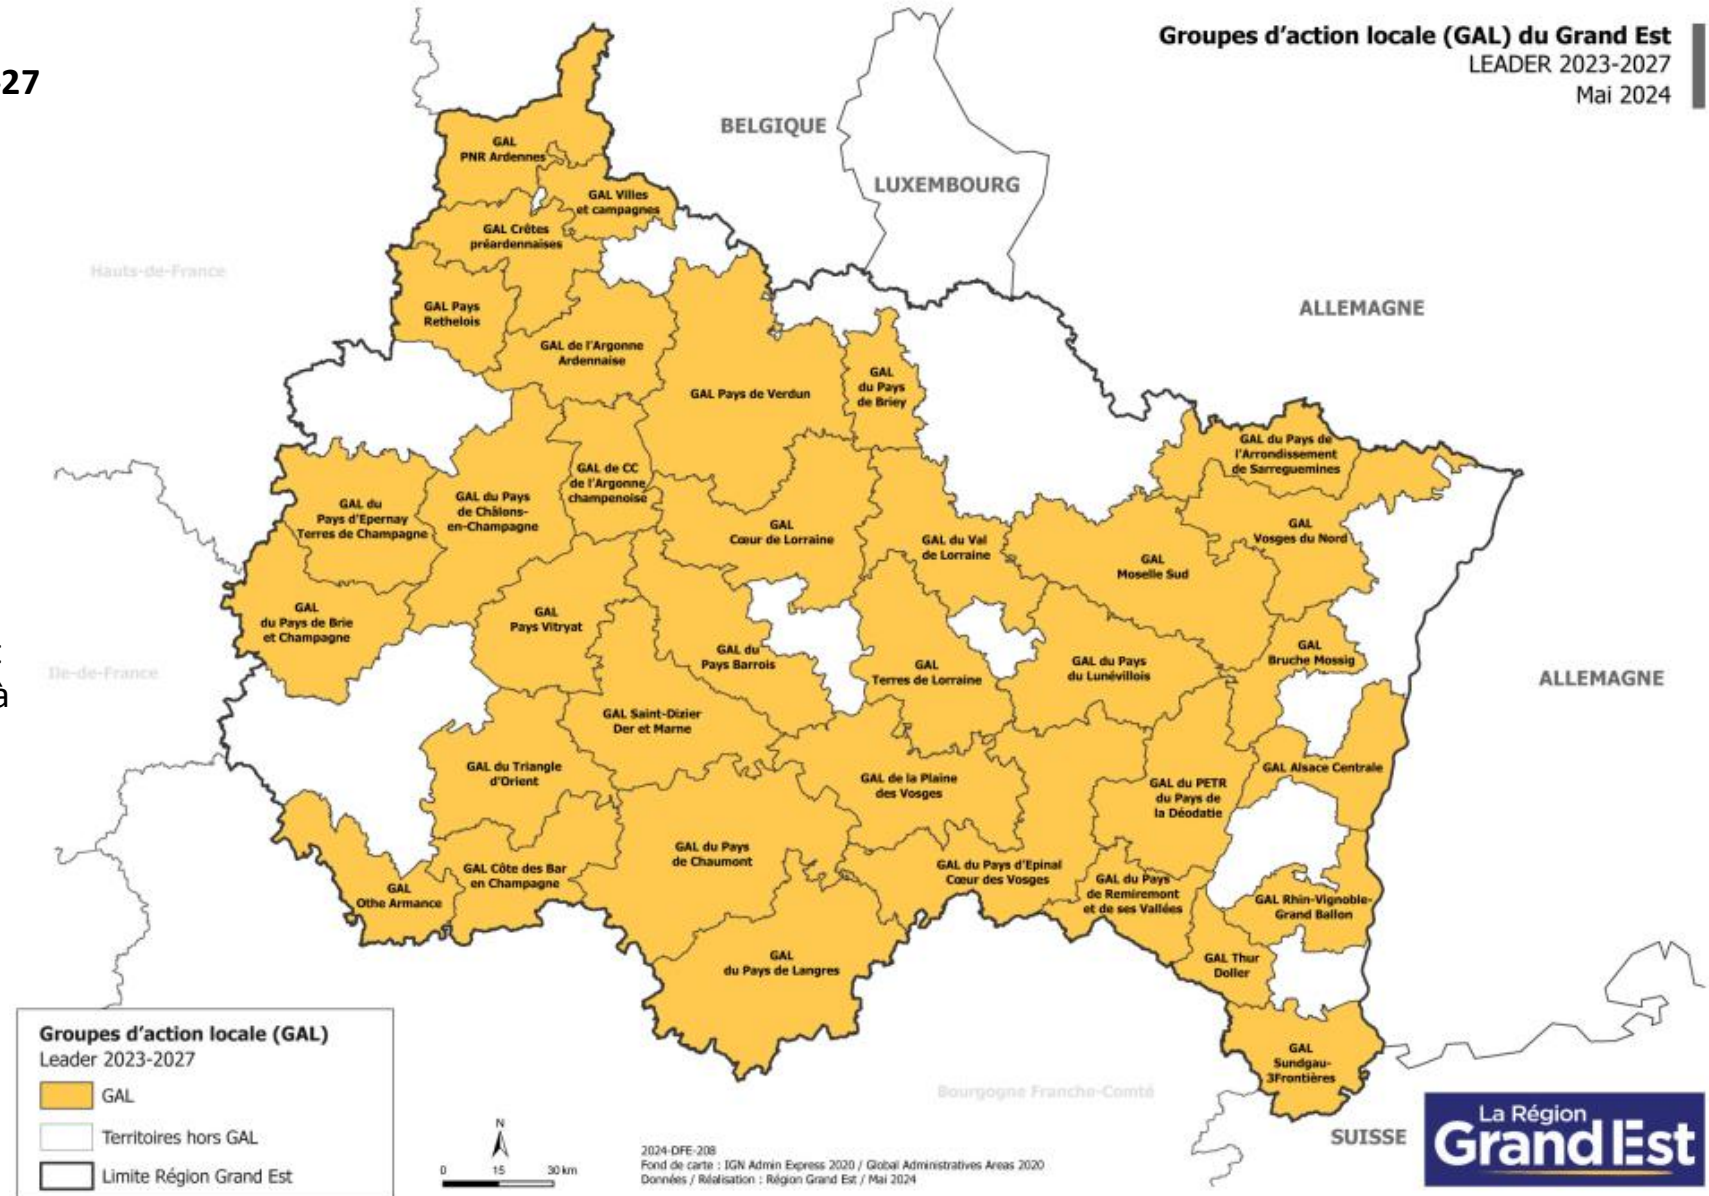 -27
Groupes d’action locale (GAL) du Grand Est
LEADER 2023-2027
Mai 2024
BELGIQUE
LUXEMBOURG
ALLEMAGNE
Hauts-de-France
GAL
PNR Ardennes
GAL Villes
et campagnes
GAL Crêtes
préardennaises
GAL Pays
Rethelois
GAL de l’Argonne
Ardennaise
GAL Pays de Verdun
GAL
du Pays
de Briey
GAL du Pays de
l’Arrondissement
de Sarreguemines
GAL du
Pays d’Epernay
Terres de Champagne
GAL du Pays
de Châlons-
en-Champagne
GAL de CC
de l’Argonne
champenoise
GAL
Cœur de Lorraine
GAL du Val
de Lorraine
GAL
Moselle Sud
GAL
Vosges du Nord
GAL
du Pays de Brie
et Champagne
GAL
Pays Vitryat
GAL du
Pays Barrois
GAL
Terres de Lorraine
GAL du Pays
du Lunévillois
GAL
Bruche Mossig
à
Ile-de-France
ALLEMAGNE
GAL Saint-Dizier
Der et Marne
GAL du Triangle
d’Orient
GAL de la Plaine
des Vosges
GAL du PETR
du Pays de
la Déodatie
GAL Alsace Centrale
GAL
Othe Armance
GAL Côte des Bar
en Champagne
GAL du Pays
de Chaumont
GAL du Pays d’Epinal
Cœur des Vosges
GAL du Pays
de Remiremont
et de ses Vallées
GAL Rhin-Vignoble-
Grand Ballon
GAL
du Pays de Langres
GAL Thur
Doller
GAL
Sundgau-
3Frontières
Bourgogne Franche-Comté
SUISSE
Groupes d’action locale (GAL)
Leader 2023-2027
GAL
Territoires hors GAL
Limite Région Grand Est
N
0 15 30 km
2024-DFE-208
Fond de carte : IGN Admin Express 2020 / Global Administratives Areas 2020
Données / Réalisation : Région Grand Est / Mai 2024
La Région
Grand Est